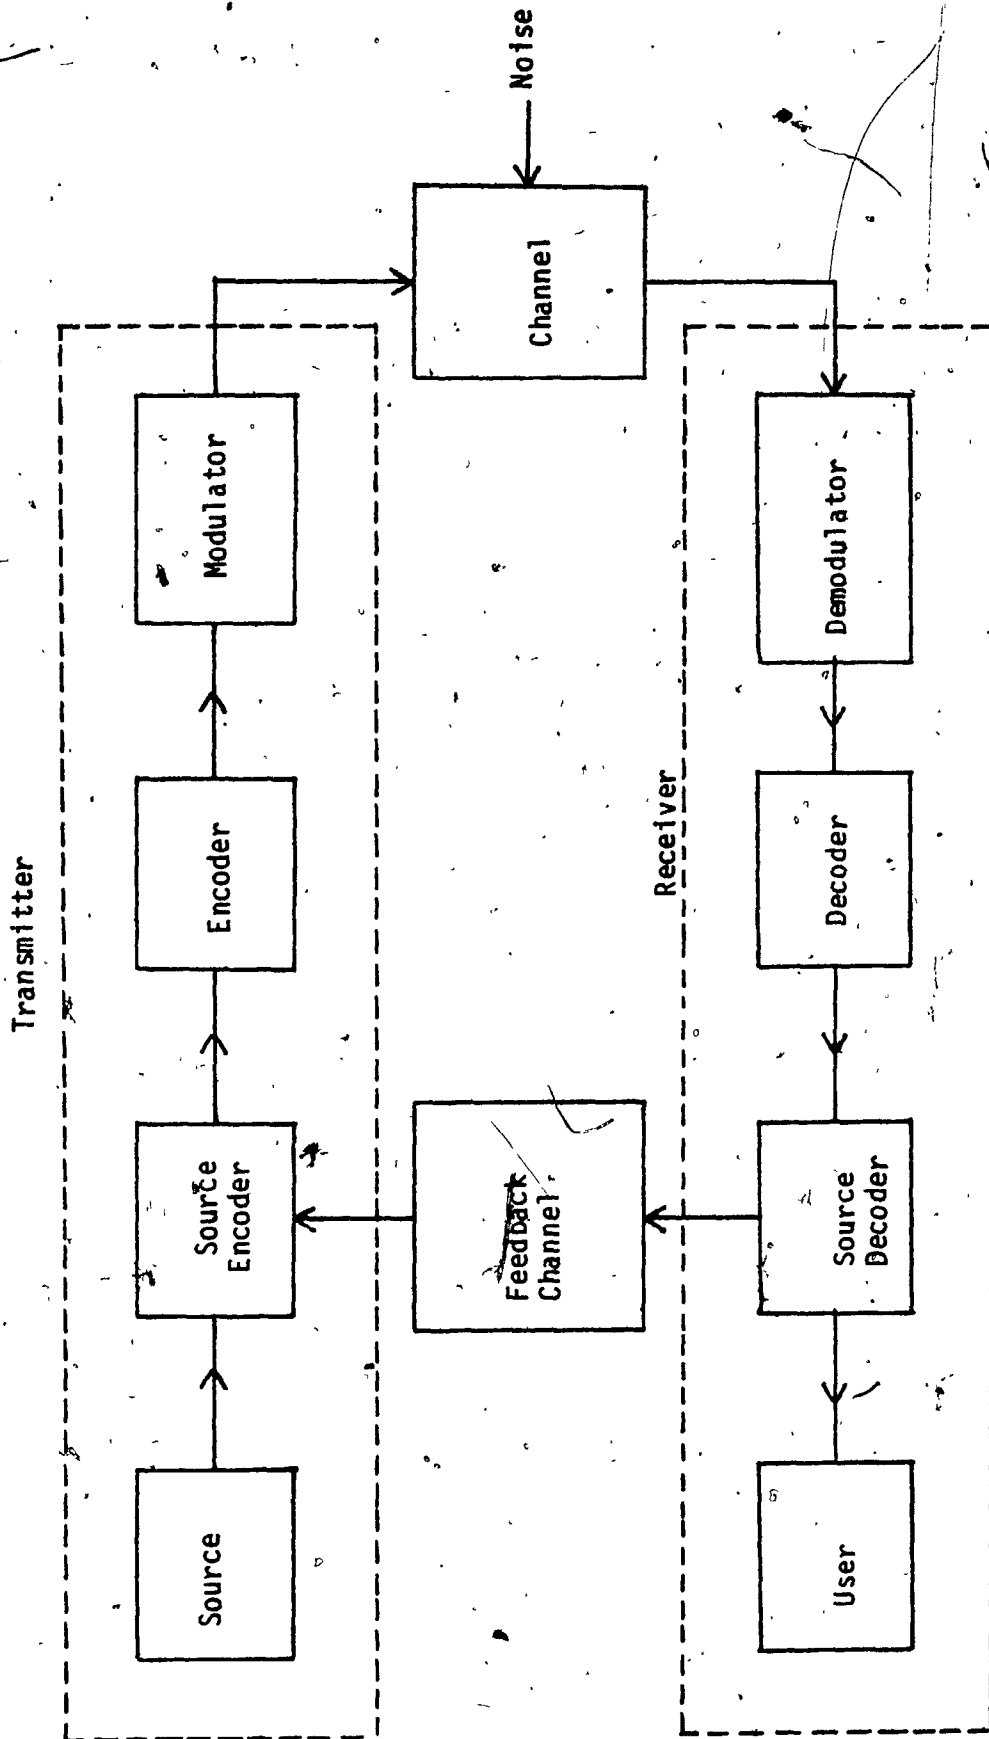 Transmitter
Source
Source
Encoder
Encoder
Modulator
Feedback
Channel
Channel
Noise
Receiver
User
Source
Decoder
Decoder
Demodulator